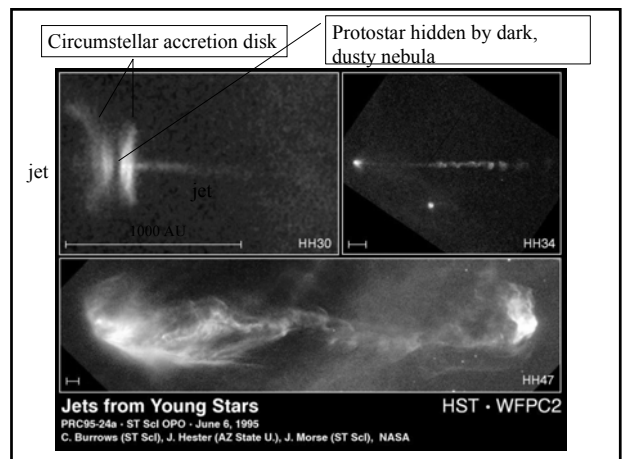 Circumstellar accretion disk
Protostar hidden by dark,
dusty nebula
jet
jet
1000 AU
HH30
HH34
HH47
Jets from Young Stars
HST · WFPC2
PRC95-24a · ST ScI OPO · June 6, 1995
C. Burrows (ST ScI), J. Hester (AZ State U.), J. Morse (ST ScI), NASA